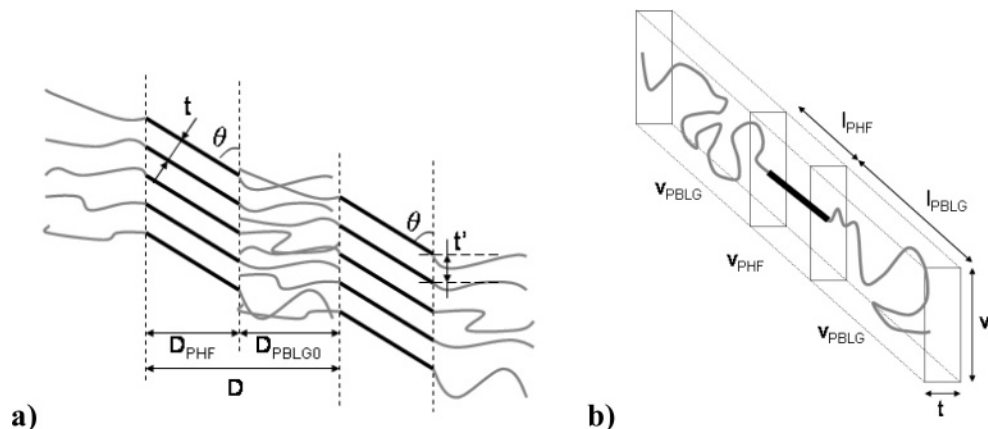 t
θ
θ
t'
D_PHF
D_PBLG0
D
a)
b)
l_PHF
l_PBLG
v_PBLG
v_PHF
v_PBLG
v
t